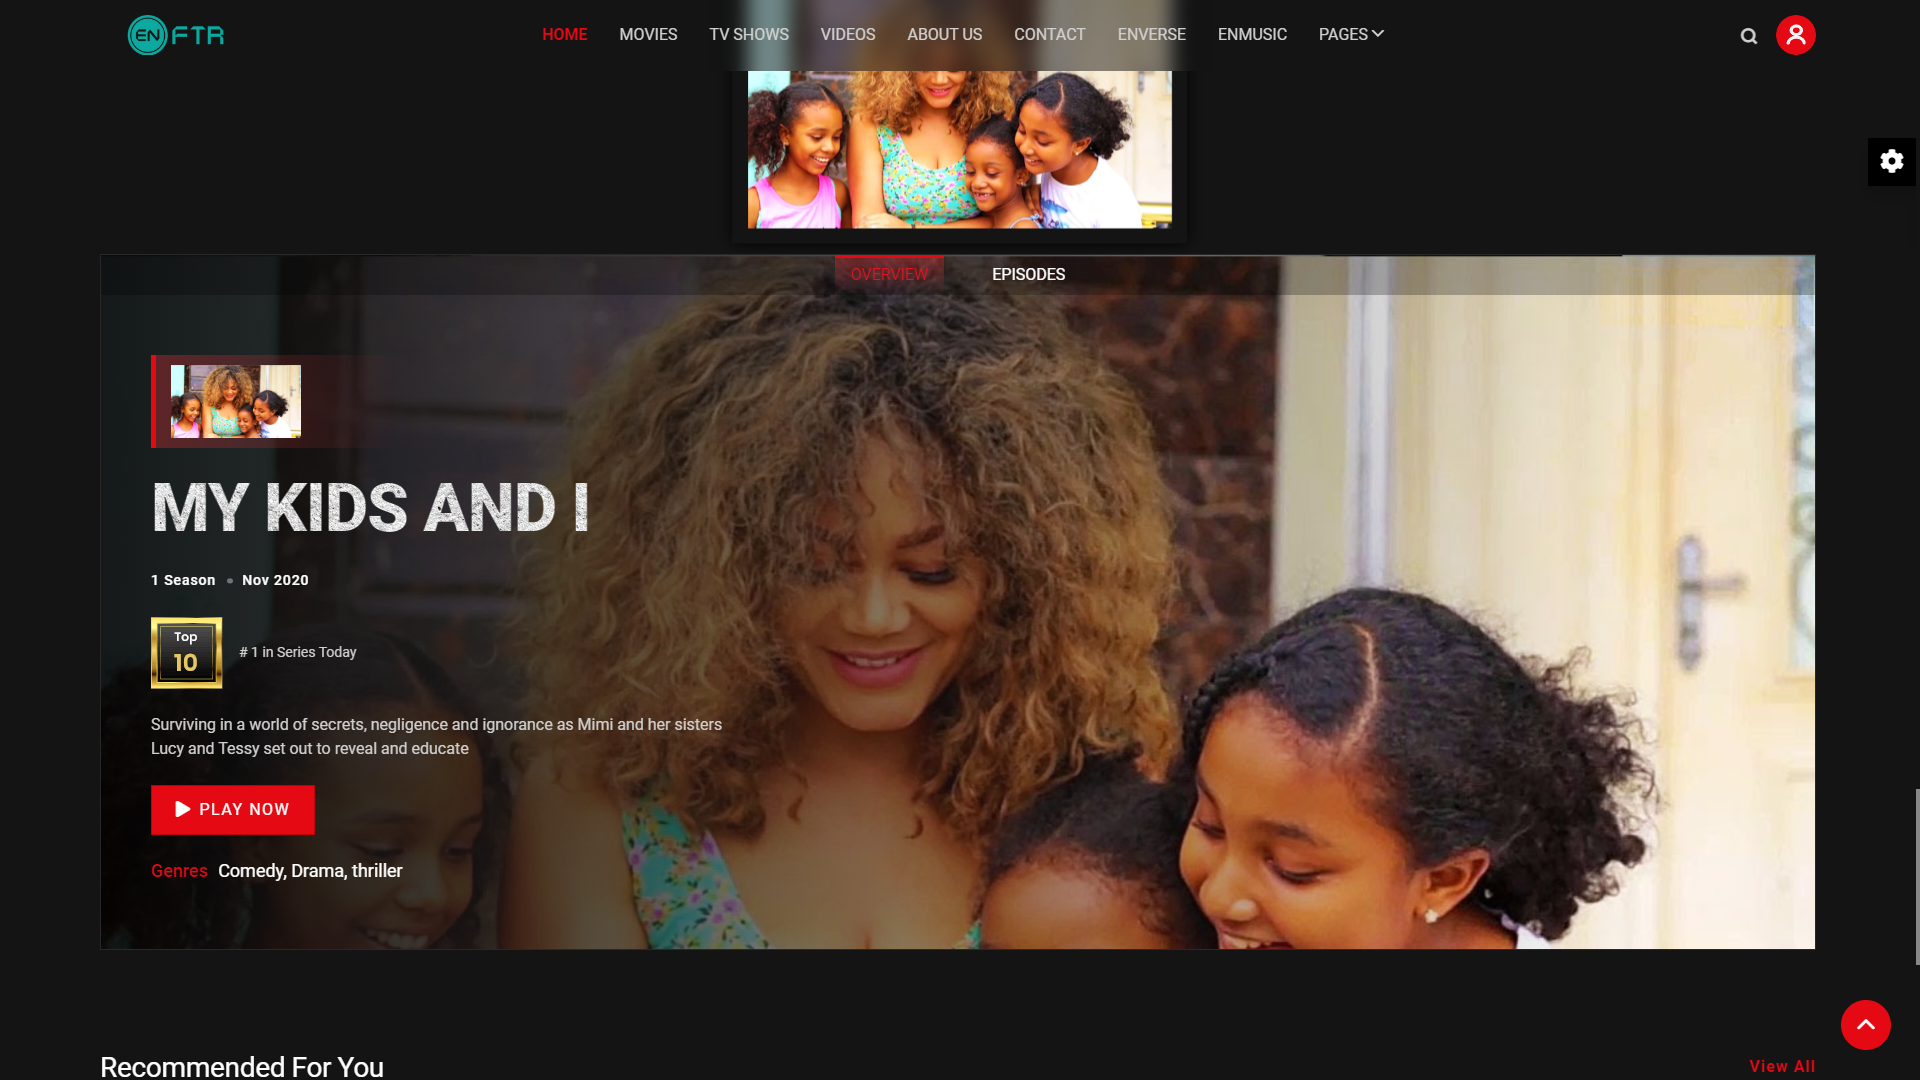 EN FTR
HOME MOVIES TV SHOWS VIDEOS ABOUT US CONTACT ENVERSE ENMUSIC PAGES
OVERVIEW EPISODES
MY KIDS AND I
1 Season Nov 2020
Top
10
# 1 in Series Today
Surviving in a world of secrets, negligence and ignorance as Mimi and her sisters
Lucy and Tessy set out to reveal and educate
PLAY NOW
Genres Comedy, Drama, thriller
Recommended For You
View All